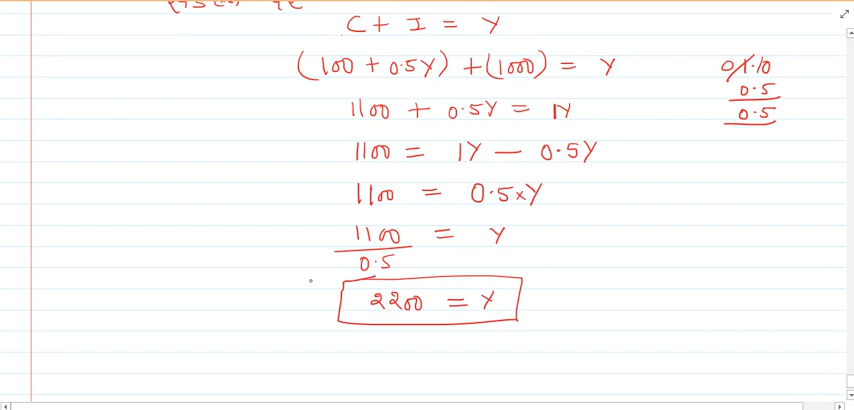 C + I = Y
(100 + 0.5Y) + (1000) = Y
1100 + 0.5Y = 1Y
1100 = 1Y - 0.5Y
1100 = 0.5 x Y
1100 = Y
0.5
2200 = Y
0 1.10
0.5
0.5